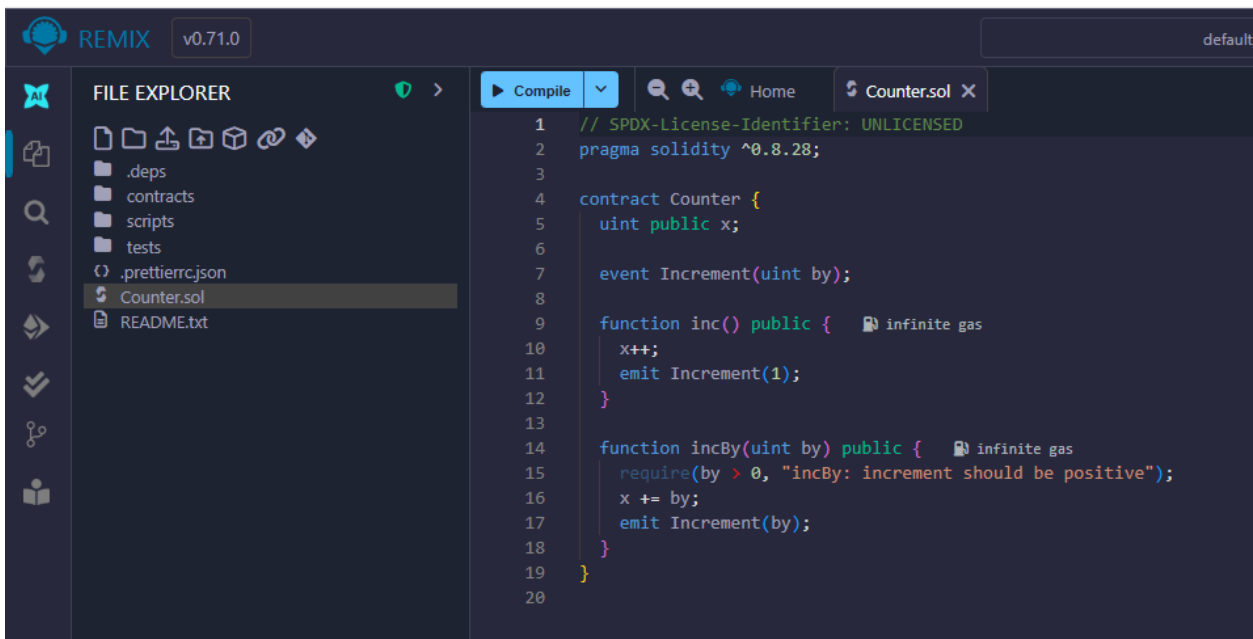 REMIX v0.71.0
default
FILE EXPLORER
.deps
contracts
scripts
tests
.prettierrc.json
Counter.sol
README.txt
Compile Home Counter.sol
1 // SPDX-License-Identifier: UNLICENSED
2 pragma solidity ^0.8.28;
3
4 contract Counter {
5 uint public x;
6
7 event Increment(uint by);
8
9 function inc() public { infinite gas
10 x++;
11 emit Increment(1);
12 }
13
14 function incBy(uint by) public { infinite gas
15 require(by > 0, "incBy: increment should be positive");
16 x += by;
17 emit Increment(by);
18 }
19 }
20
AI